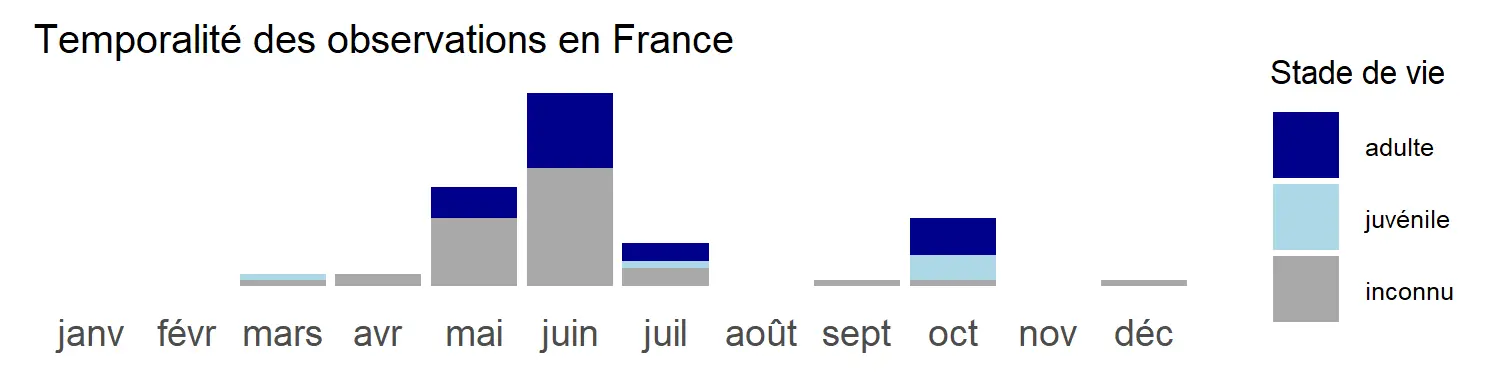 Temporalité des observations en France
Stade de vie
adulte
juvénile
inconnu
janv févr mars avr mai juin juil août sept oct nov déc